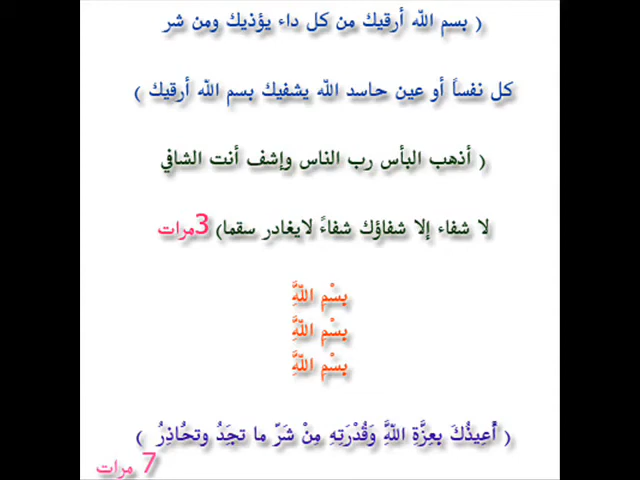 ( بسم الله أرقيك من كل داء يؤذيك ومن شر
كل نفساً أو عين حاسد الله يشفيك بسم الله أرقيك )
( أذهب البأس رب الناس وإشف أنت الشافي
لا شفاء إلا شفاؤك شفاءً لايغادر سقما) 3مرات
بِسْمِ اللَّهِ
بِسْمِ اللَّهِ
بِسْمِ اللَّهِ
( أُعِيذُكَ بِعِزَّةِ اللَّهِ وَقُدْرَتِهِ مِنْ شَرِّ ما تَجَدُ وتحُاذِرُ )
7 مرات